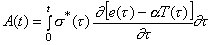 A(t) = ∫₀ᵗ σ*(τ) ∂[e(τ) − αT(τ)]/∂τ ∂τ